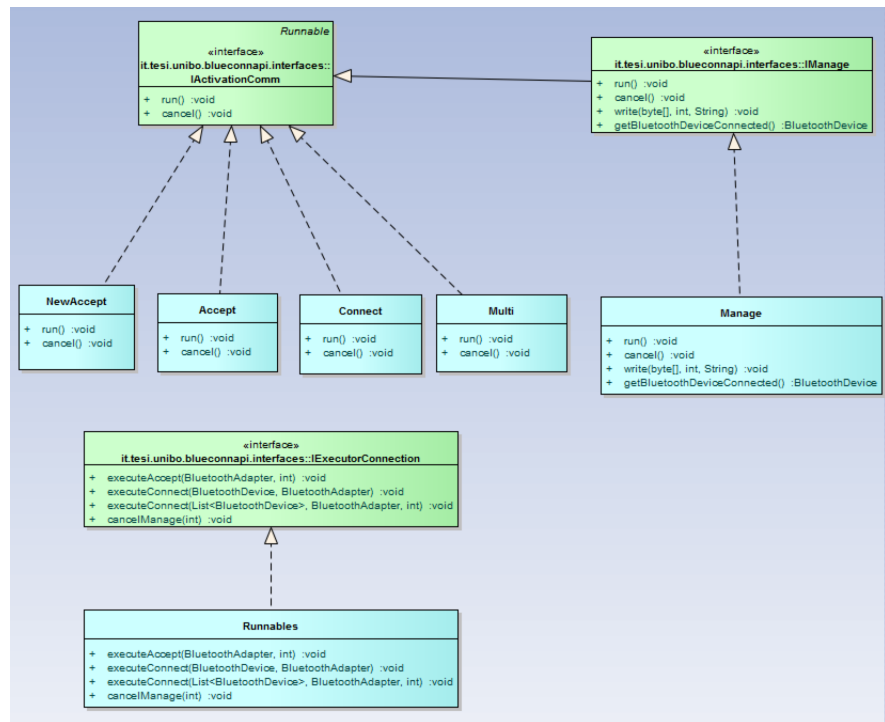 Runnable
«interface»
it.tesi.unibo.blueconnapi.interfaces::
IActivationComm
+ run() :void
+ cancel() :void
«interface»
it.tesi.unibo.blueconnapi.interfaces::IManage
+ run() :void
+ cancel() :void
+ write(byte[], int, String) :void
+ getBluetoothDeviceConnected() :BluetoothDevice
NewAccept
+ run() :void
+ cancel() :void
Accept
+ run() :void
+ cancel() :void
Connect
+ run() :void
+ cancel() :void
Multi
+ run() :void
+ cancel() :void
Manage
+ run() :void
+ cancel() :void
+ write(byte[], int, String) :void
+ getBluetoothDeviceConnected() :BluetoothDevice
«interface»
it.tesi.unibo.blueconnapi.interfaces::IExecutorConnection
+ executeAccept(BluetoothAdapter, int) :void
+ executeConnect(BluetoothDevice, BluetoothAdapter) :void
+ executeConnect(List<BluetoothDevice>, BluetoothAdapter, int) :void
+ cancelManage(int) :void
Runnables
+ executeAccept(BluetoothAdapter, int) :void
+ executeConnect(BluetoothDevice, BluetoothAdapter) :void
+ executeConnect(List<BluetoothDevice>, BluetoothAdapter, int) :void
+ cancelManage(int) :void